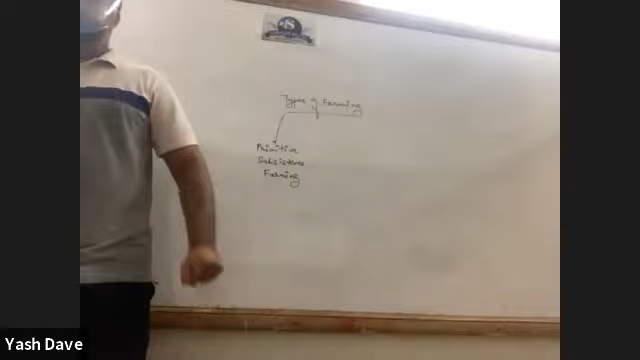 Types of Farming
Primitive
Subsistence
Farming
Yash Dave